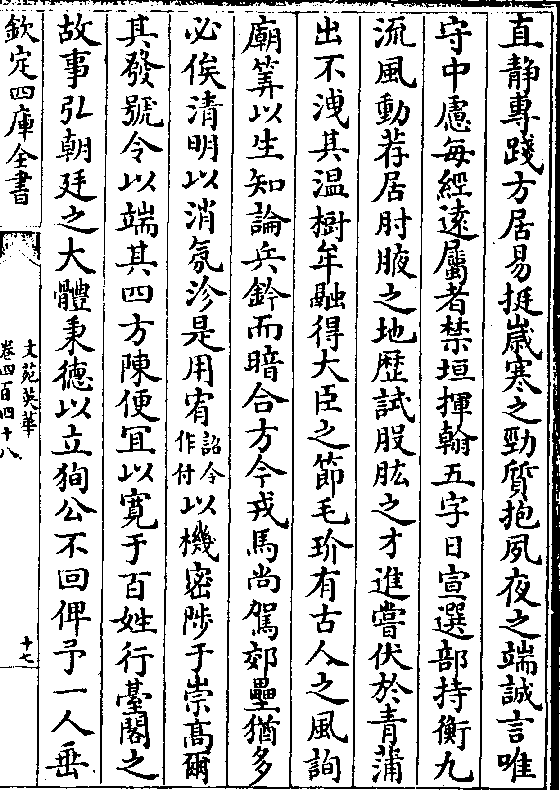 直静專踐方居易挺嵗寒之勁質抱夙夜之端誠言唯
守中慮每經遠屬者禁垣揮翰五字日宣選部持衡九
流風動荐居肘腋之地歴試股肱之才進嘗伏於青蒲
出不洩其温樹牟融得大臣之節毛玠有古人之風詢
廟筭以生知論兵鈐而暗合方今戎馬尚駕郊壘猶多
必俟清明以消氛沴是用宥詔令作付以機密陟于崇髙爾
其發號令以端其四方陳便冝以寛于百姓行臺閣之
故事弘朝廷之大體秉德以立狥公不回俾予一人垂
欽定四庫全書
文苑英華
卷四百四十八
十七